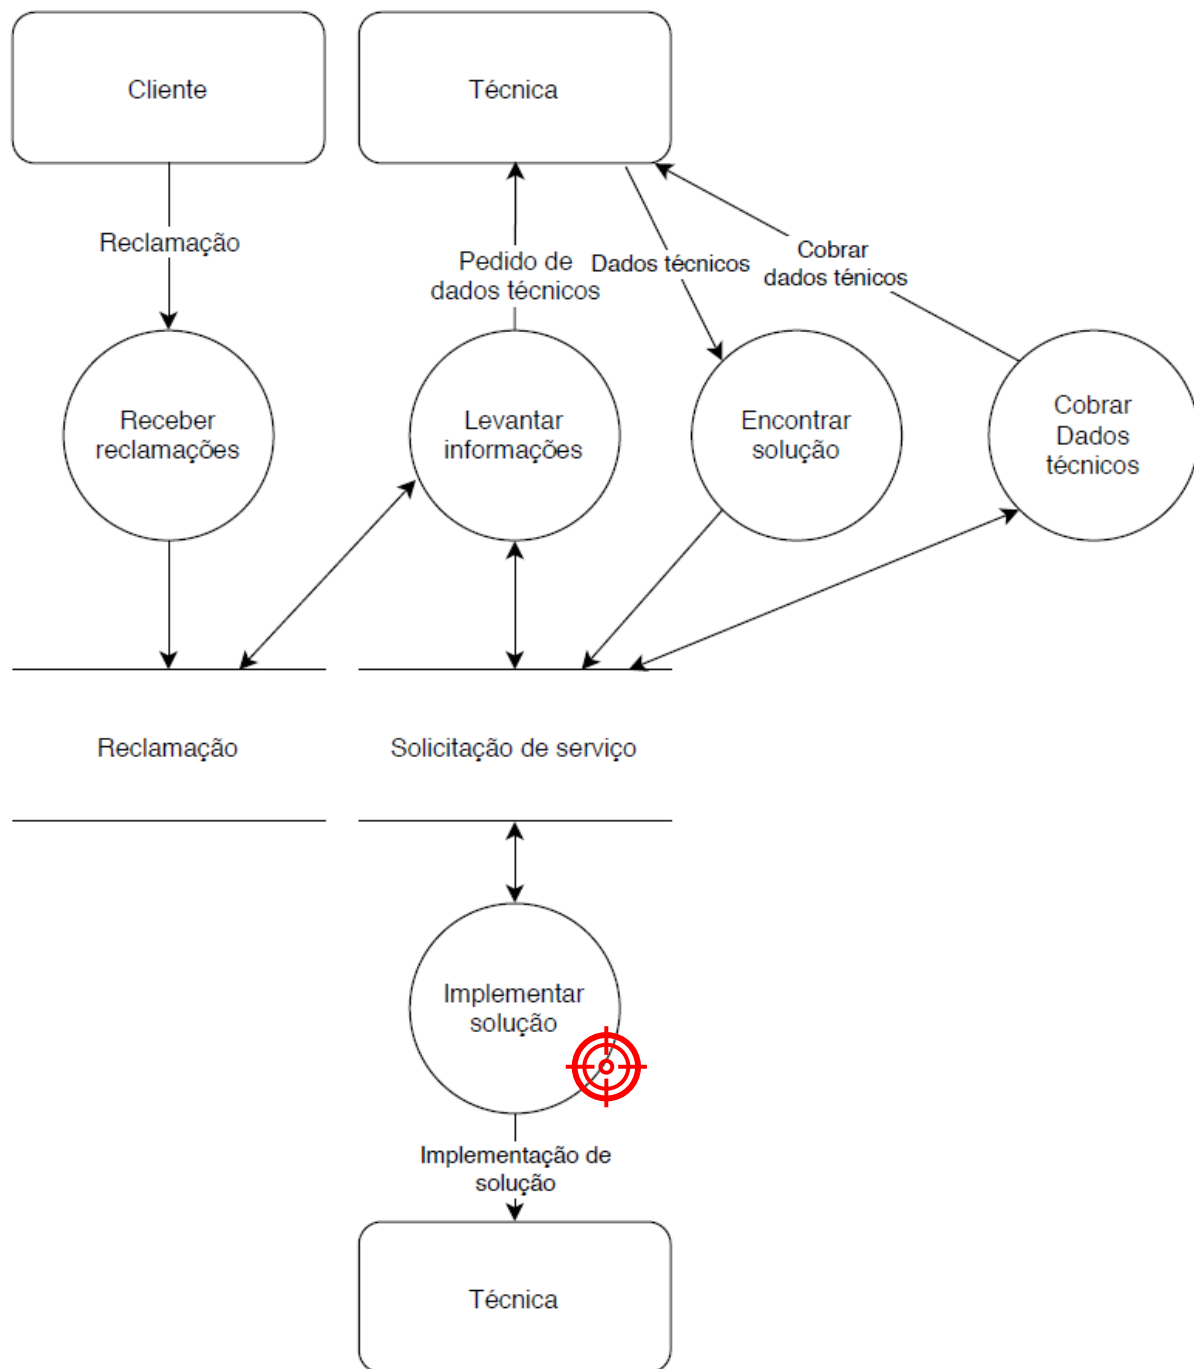 Cliente
Técnica
Reclamação
Pedido de
dados técnicos
Dados técnicos
Cobrar
dados ténicos
Receber
reclamações
Levantar
informações
Encontrar
solução
Cobrar
Dados
técnicos
Reclamação
Solicitação de serviço
Implementar
solução
Implementação de
solução
Técnica